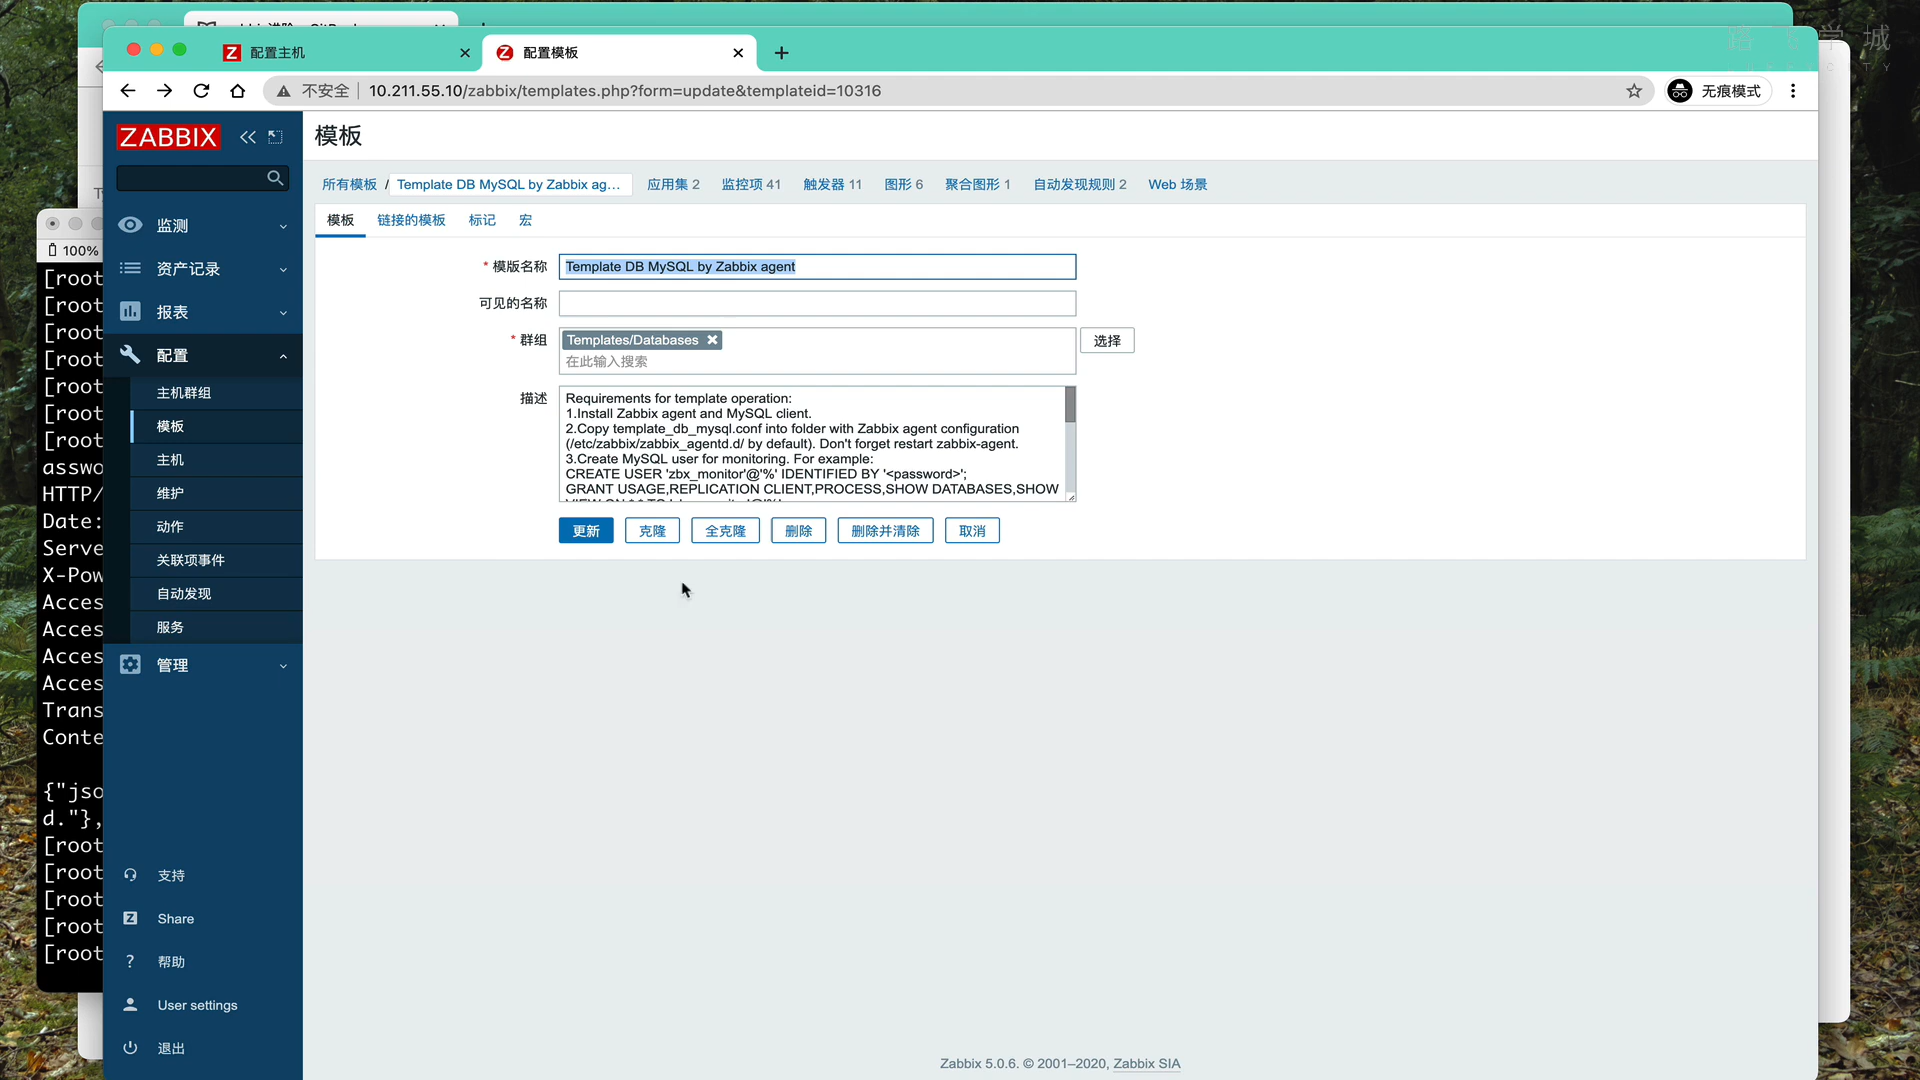 配置主机
配置模板
不安全
10.211.55.10/zabbix/templates.php?form=update&templateid=10316
无痕模式
100%
[root
[root
[root
[root
[root
[root
[root
asswo
HTTP/
Date:
Serve
X-Pow
Acces
Acces
Acces
Acces
Trans
Conte
{"jso
d."},
[root
[root
[root
[root
[root
ZABBIX
监测
资产记录
报表
配置
主机群组
模板
主机
维护
动作
关联项事件
自动发现
服务
管理
支持
Share
帮助
User settings
退出
模板
所有模板 / Template DB MySQL by Zabbix ag... 应用集 2 监控项 41 触发器 11 图形 6 聚合图形 1 自动发现规则 2 Web 场景
模板 链接的模板 标记 宏
* 模版名称 Template DB MySQL by Zabbix agent
可见的名称
* 群组 Templates/Databases 选择
在此输入搜索
描述 Requirements for template operation:
1.Install Zabbix agent and MySQL client.
2.Copy template_db_mysql.conf into folder with Zabbix agent configuration
(/etc/zabbix/zabbix_agentd.d/ by default). Don't forget restart zabbix-agent.
3.Create MySQL user for monitoring. For example:
CREATE USER 'zbx_monitor'@'%' IDENTIFIED BY '<password>';
GRANT USAGE,REPLICATION CLIENT,PROCESS,SHOW DATABASES,SHOW
更新 克隆 全克隆 删除 删除并清除 取消
Zabbix 5.0.6. © 2001–2020, Zabbix SIA